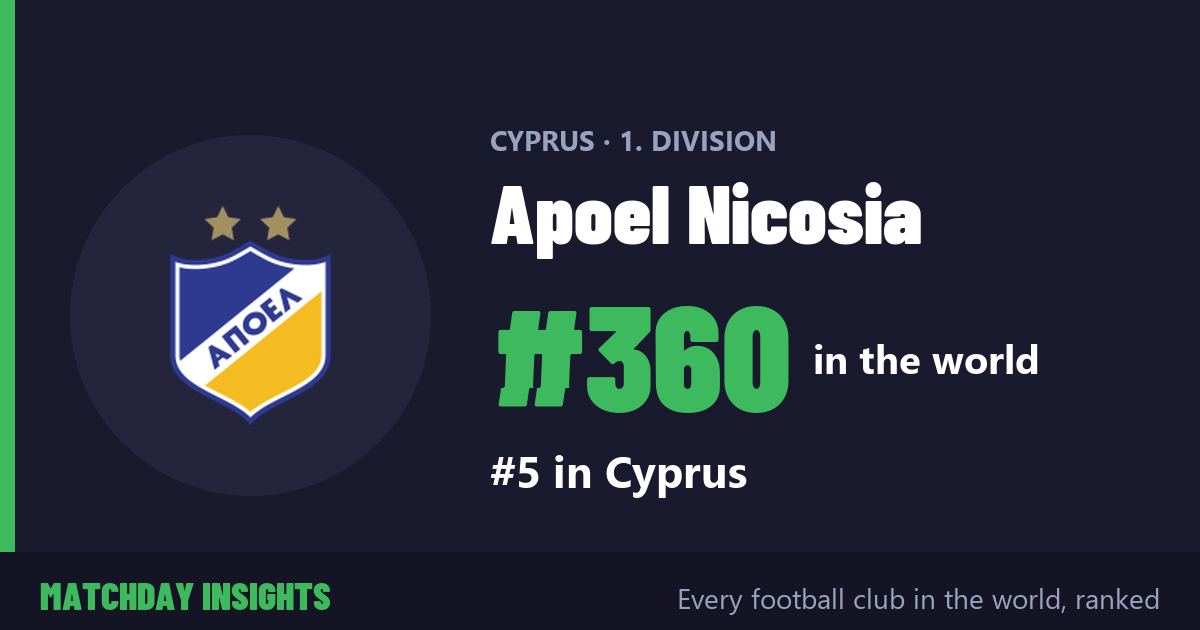 CYPRUS · 1. DIVISION
Apoel Nicosia
ΑΠΟΕΛ
#360 in the world
#5 in Cyprus
MATCHDAY INSIGHTS
Every football club in the world, ranked